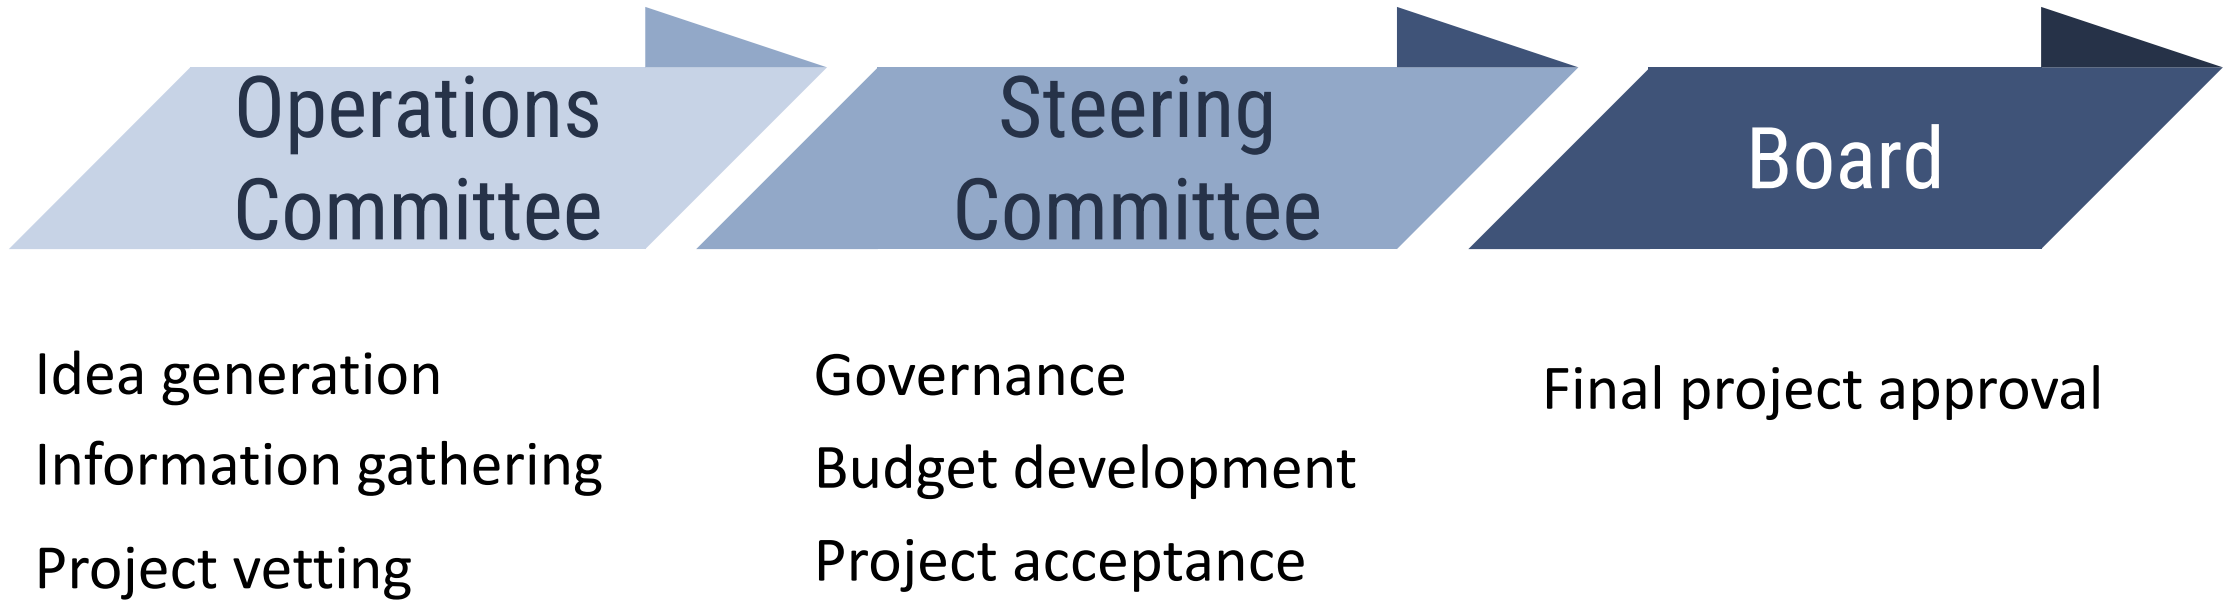 Operations
Committee
Steering
Committee
Board
Idea generation
Information gathering
Project vetting
Governance
Budget development
Project acceptance
Final project approval